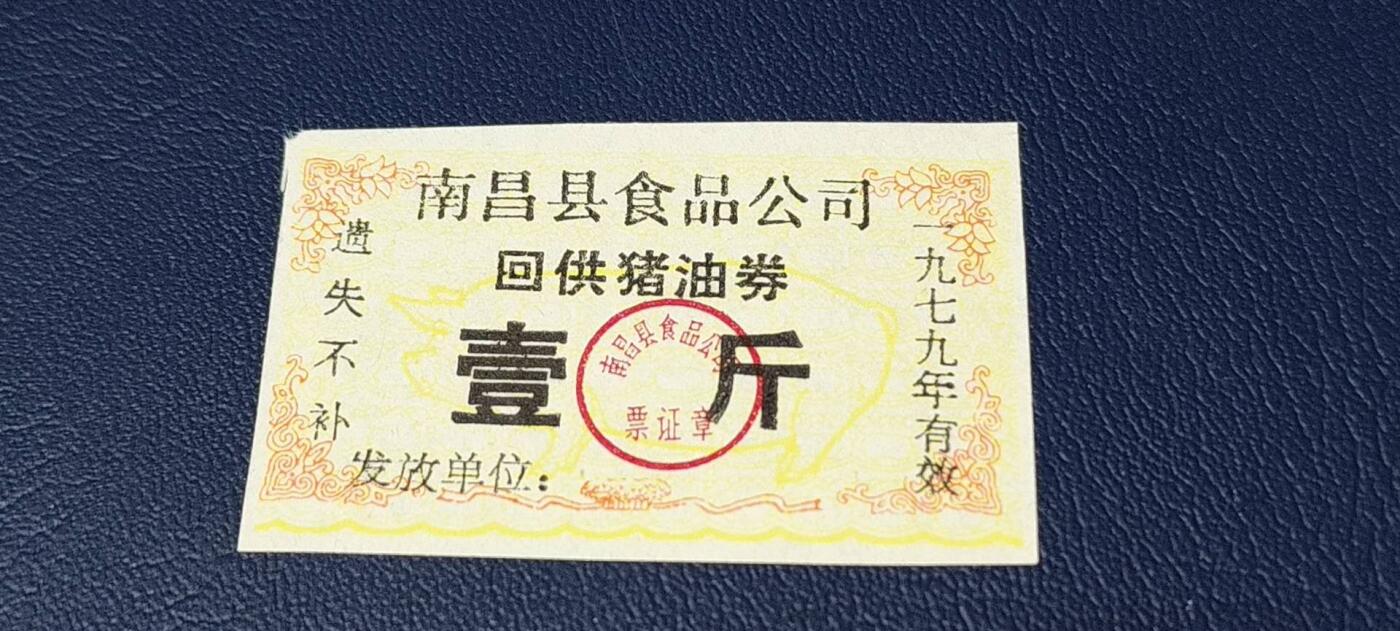 南昌县食品公司
回供猪油券
壹斤
遗失不补
一九七九年有效
发放单位：
南昌县食品公司
票证章